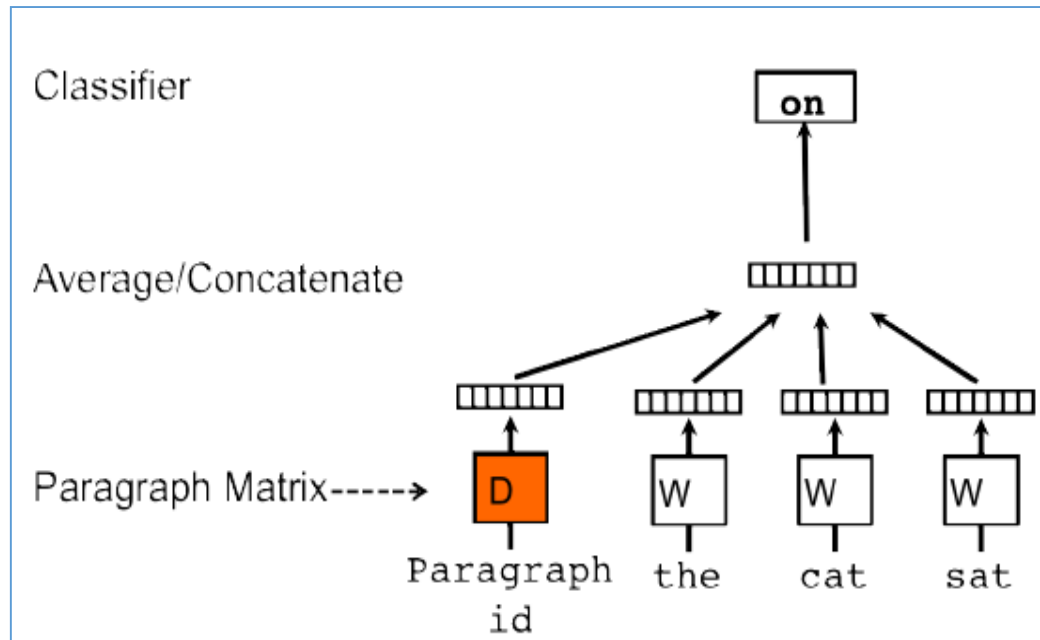 Classifier
on
Average/Concatenate
Paragraph Matrix
D
W
W
W
Paragraph
id
the
cat
sat